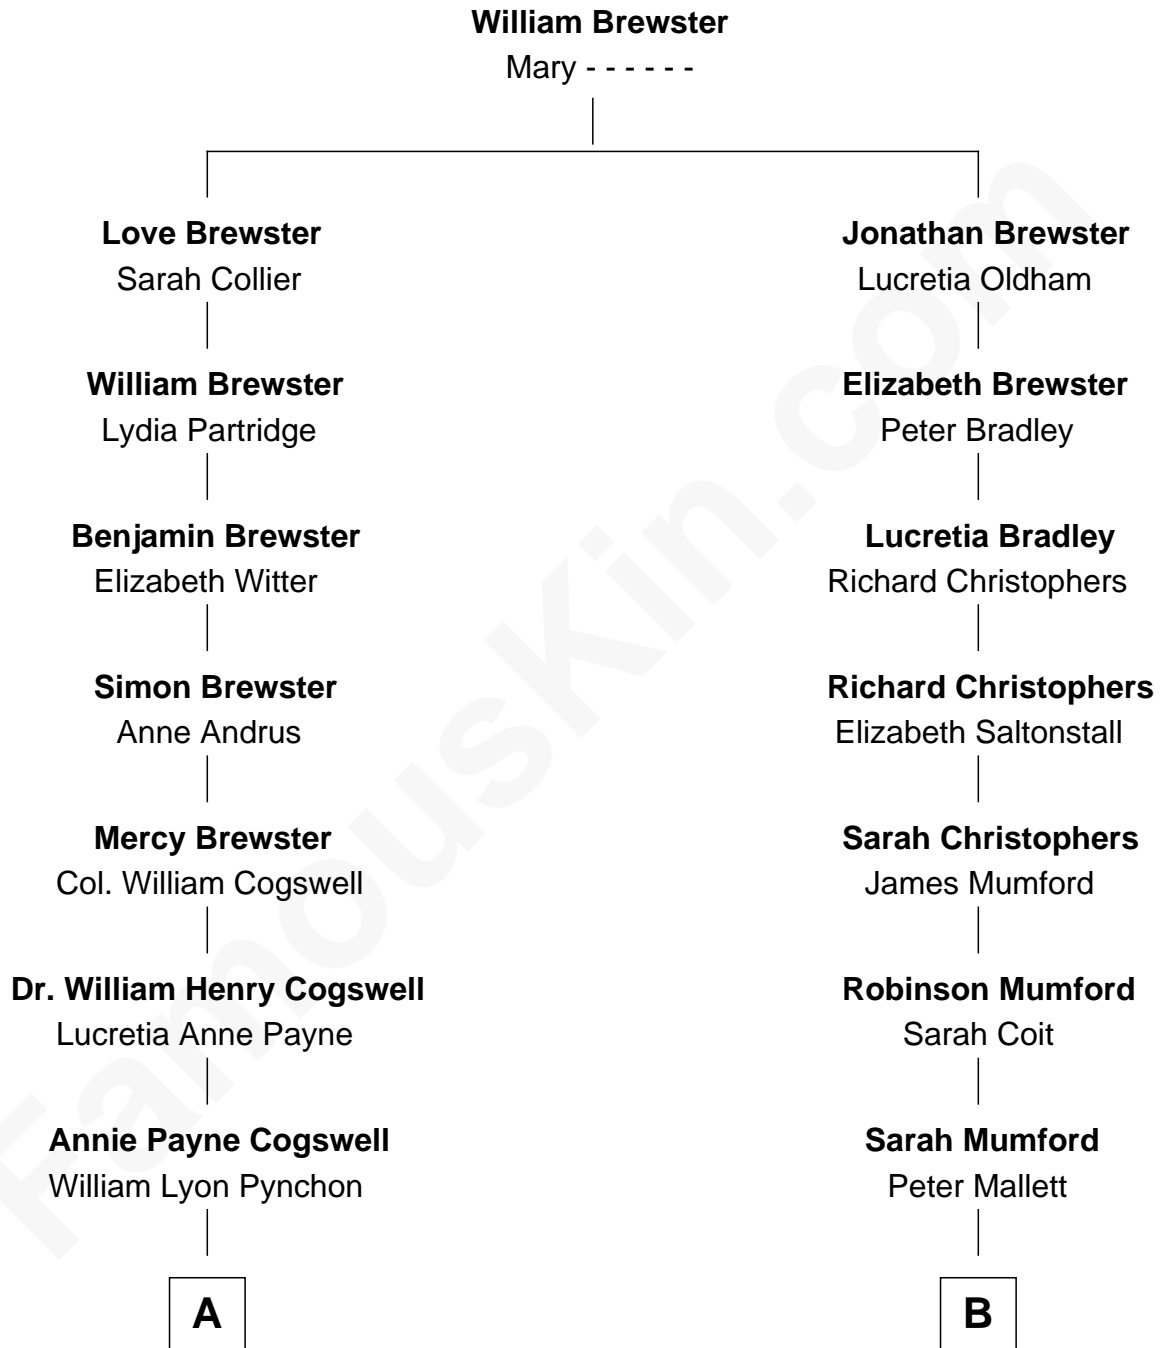 William Brewster
Mary - - - - - -
Love Brewster
Sarah Collier
Jonathan Brewster
Lucretia Oldham
William Brewster
Lydia Partridge
Elizabeth Brewster
Peter Bradley
Benjamin Brewster
Elizabeth Witter
Lucretia Bradley
Richard Christophers
Simon Brewster
Anne Andrus
Richard Christophers
Elizabeth Saltonstall
Mercy Brewster
Col. William Cogswell
Sarah Christophers
James Mumford
Dr. William Henry Cogswell
Lucretia Anne Payne
Robinson Mumford
Sarah Coit
Annie Payne Cogswell
William Lyon Pynchon
Sarah Mumford
Peter Mallett
A
B
FamousKin.com